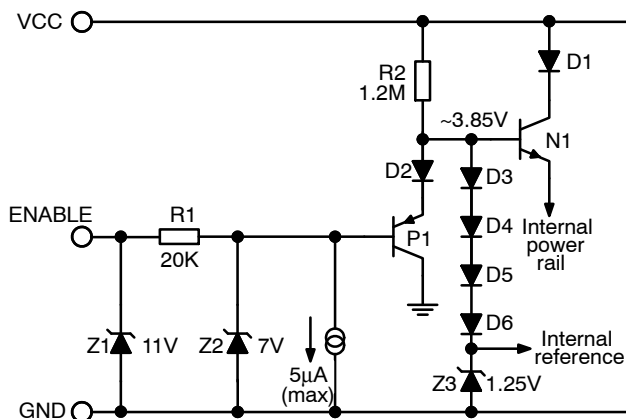 VCC
D1
R2
1.2M
~3.85V
N1
D2
D3
ENABLE
R1
P1
D4
Internal
power
rail
20K
D5
D6
Internal
reference
Z1
11V
Z2
7V
5µA
(max)
Z3
1.25V
GND